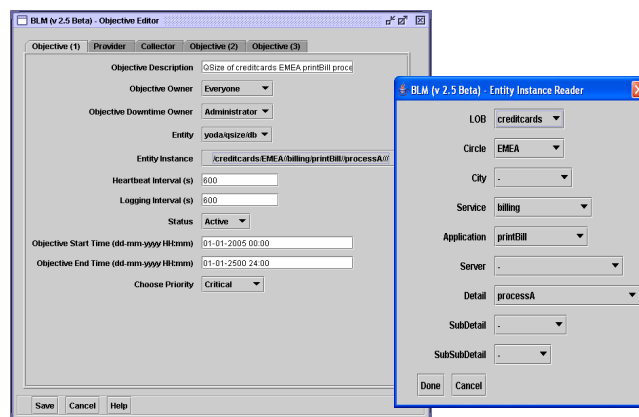 BLM (v 2.5 Beta) - Objective Editor
Objective (1) Provider Collector Objective (2) Objective (3)
Objective Description QSize of creditcards EMEA printBill proce
Objective Owner Everyone
Objective Downtime Owner Administrator
Entity yoda/qsize/db
Entity Instance /creditcards/EMEA//billing/printBill//processA///
Heartbeat Interval (s) 600
Logging Interval (s) 600
Status Active
Objective Start Time (dd-mm-yyyy HH:mm) 01-01-2005 00:00
Objective End Time (dd-mm-yyyy HH:mm) 01-01-2500 24:00
Choose Priority Critical
Save Cancel Help
BLM (v 2.5 Beta) - Entity Instance Reader
LOB creditcards
Circle EMEA
City -
Service billing
Application printBill
Server -
Detail processA
SubDetail -
SubSubDetail -
Done Cancel